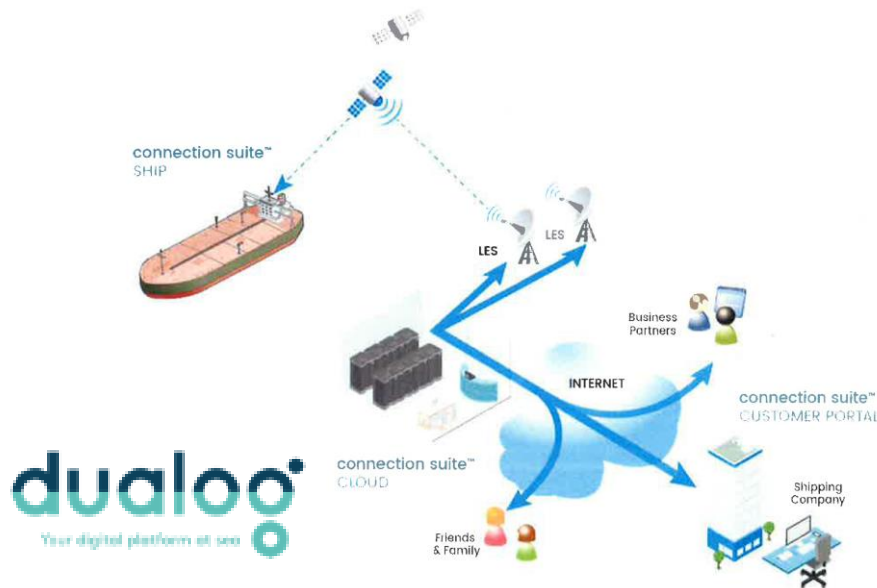 connection suite™
SHIP
LES
LES
Business
Partners
INTERNET
connection suite™
CUSTOMER PORTAL
connection suite™
CLOUD
Shipping
Company
Friends
& Family
dualog
Your digital platform at sea